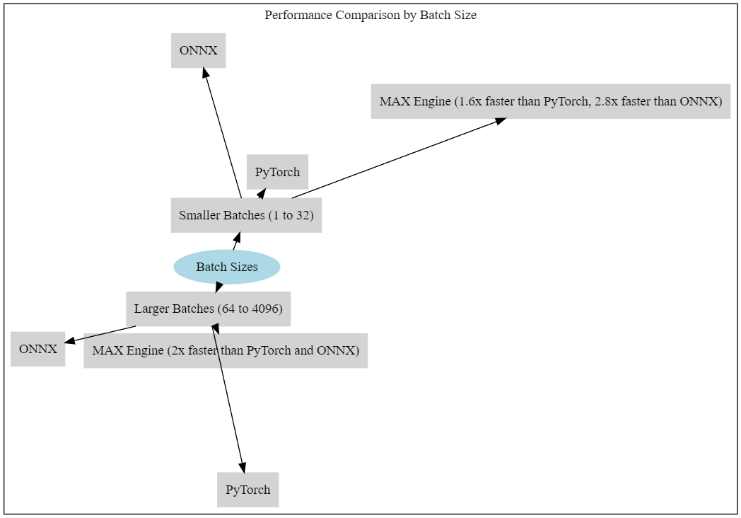 Performance Comparison by Batch Size
ONNX
MAX Engine (1.6x faster than PyTorch, 2.8x faster than ONNX)
PyTorch
Smaller Batches (1 to 32)
Batch Sizes
Larger Batches (64 to 4096)
ONNX
MAX Engine (2x faster than PyTorch and ONNX)
PyTorch